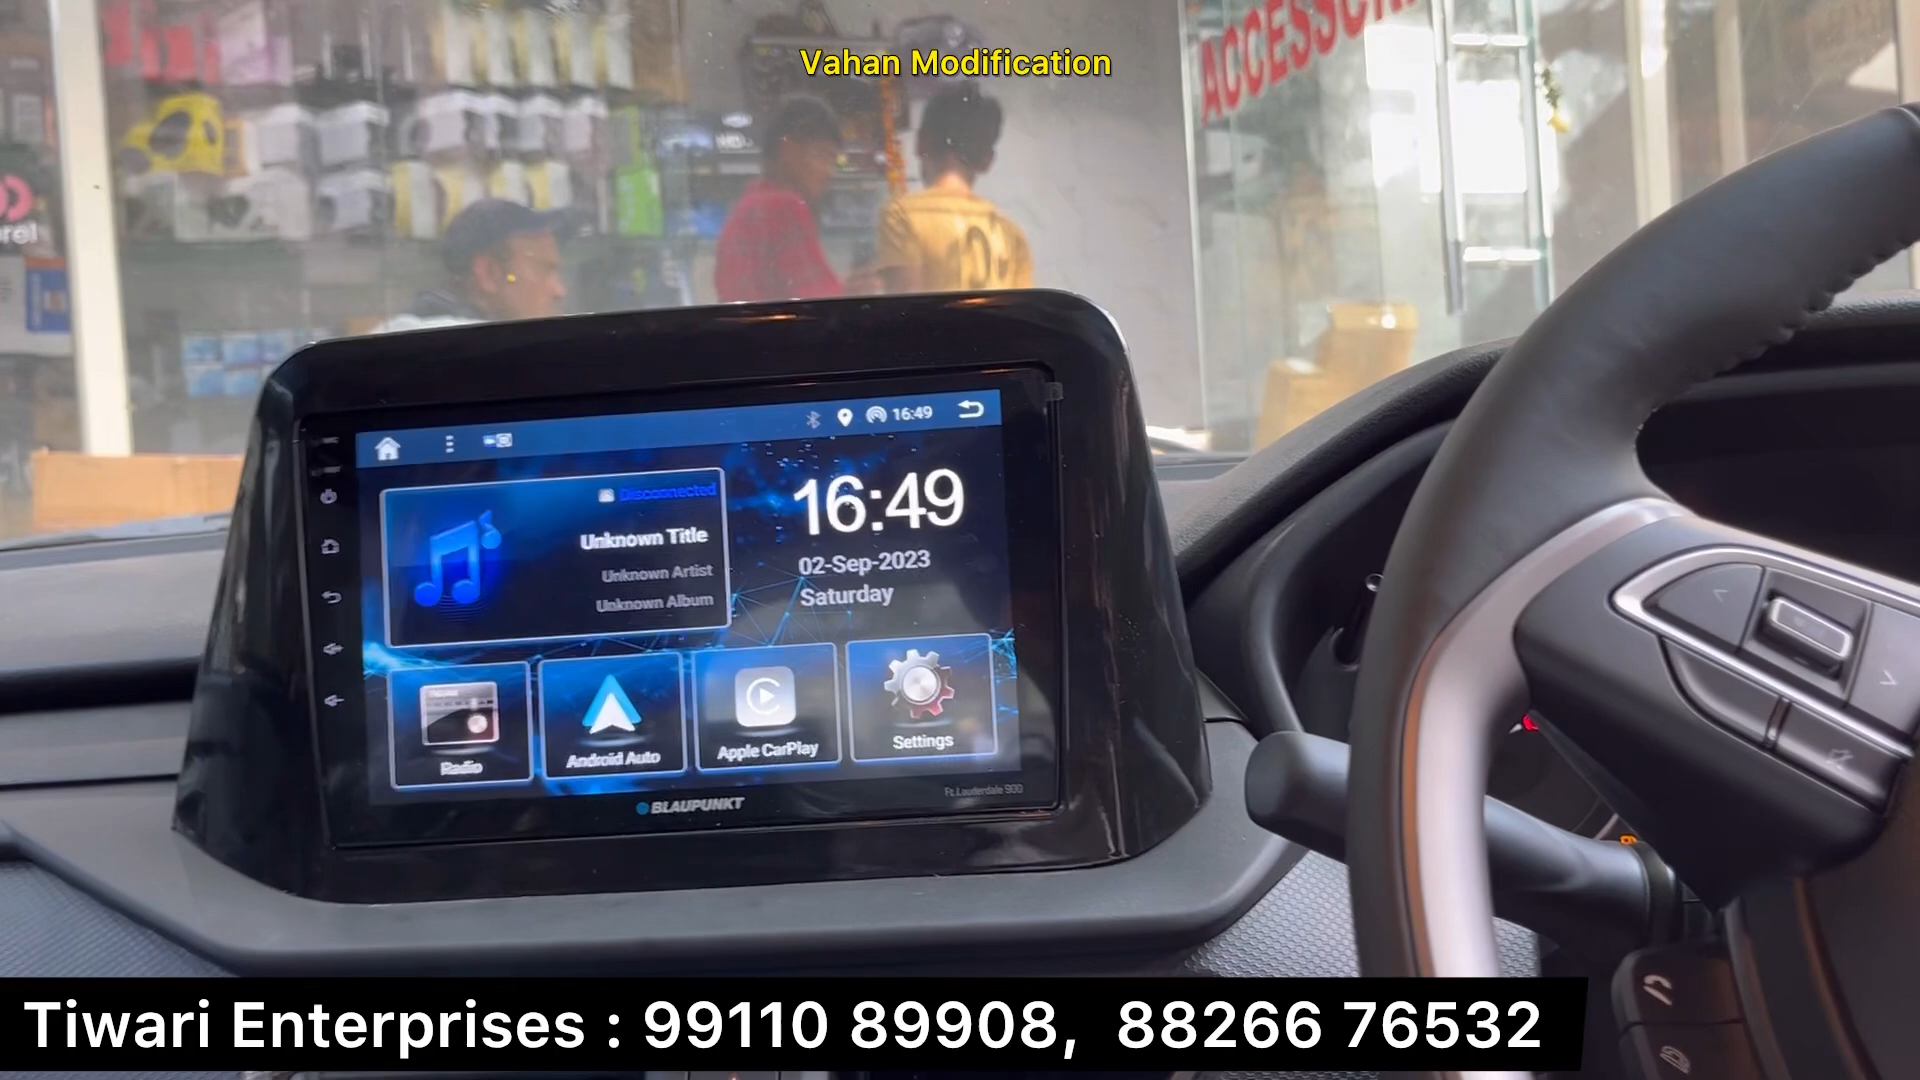 Vahan Modification
ACCESSORI
16:49
Disconnected
Unknown Title
Unknown Artist
Unknown Album
16:49
02-Sep-2023
Saturday
Radio
Android Auto
Apple CarPlay
Settings
BLAUPUNKT
Ft.Lauderdale 900
Tiwari Enterprises : 99110 89908, 88266 76532